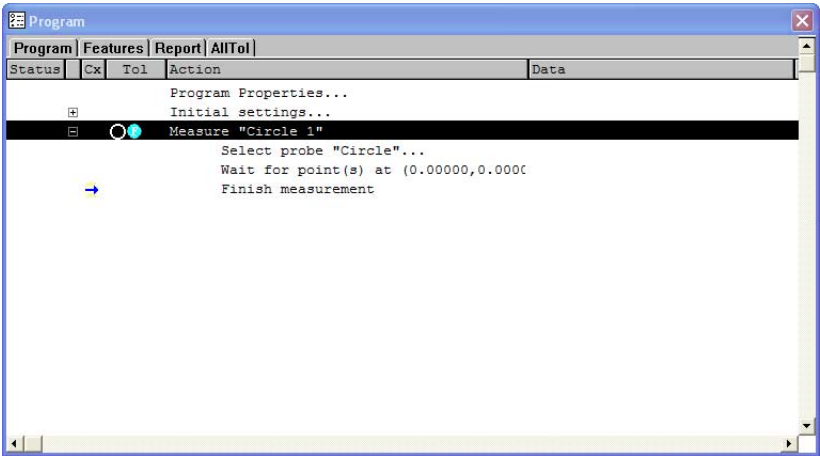 Program
Program Features Report AllTol
Status Cx Tol Action Data
Program Properties...
Initial settings...
Measure "Circle 1"
Select probe "Circle"...
Wait for point(s) at (0.00000,0.0000
Finish measurement